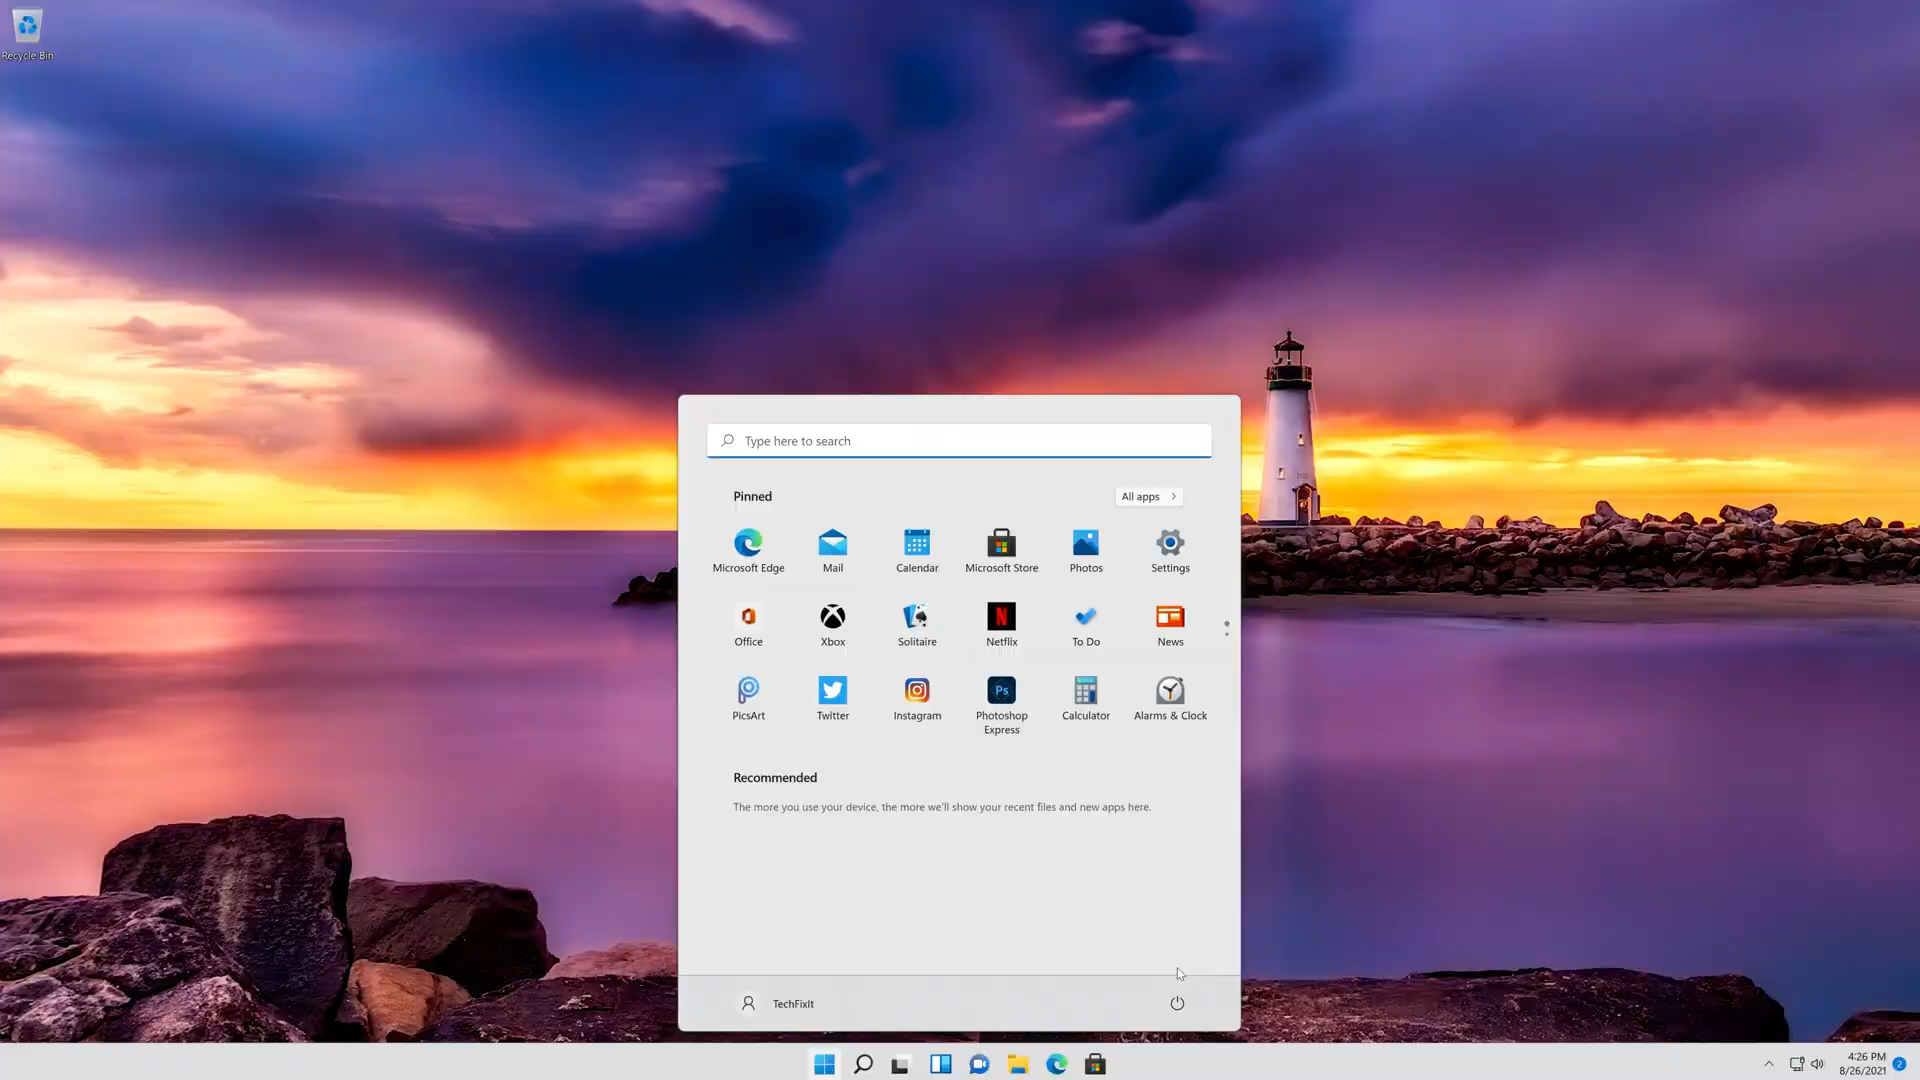 Recycle Bin
Type here to search
Pinned
All apps
Microsoft Edge
Mail
Calendar
Microsoft Store
Photos
Settings
Office
Xbox
Solitaire
Netflix
To Do
News
PicsArt
Twitter
Instagram
Ps
Photoshop
Express
Calculator
Alarms & Clock
Recommended
The more you use your device, the more we'll show your recent files and new apps here.
TechFixIt
4:26 PM
8/26/2021
2